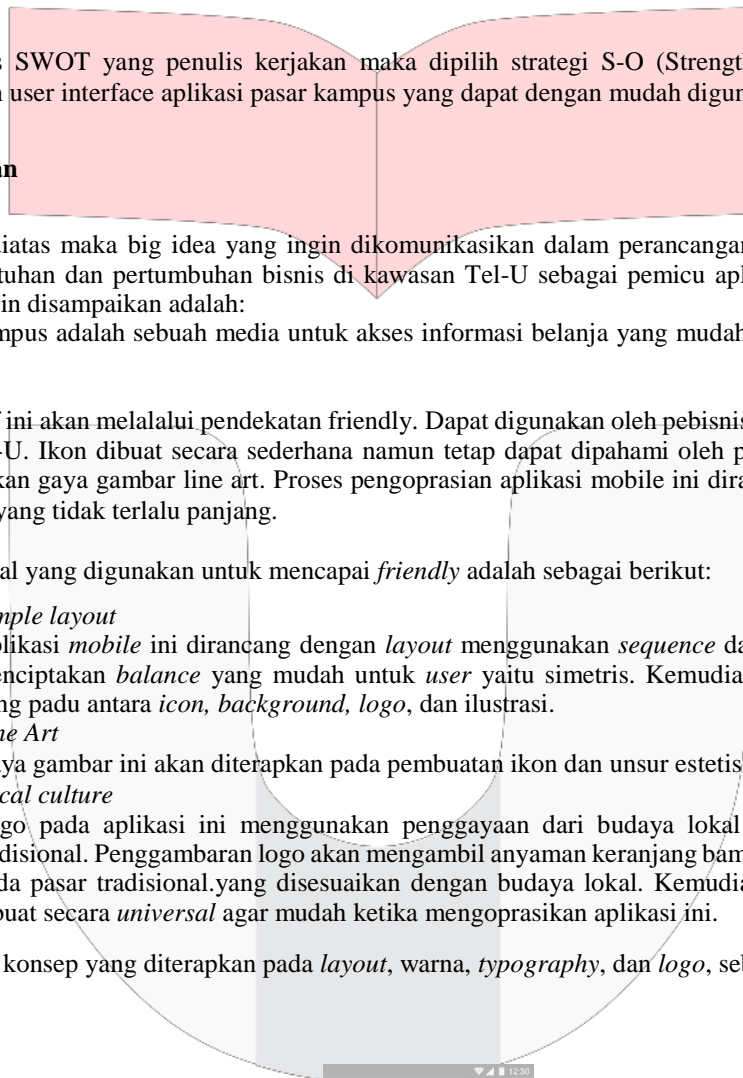 s SWOT yang penulis kerjakan maka dipilih strategi S-O (Strengt
n user interface aplikasi pasar kampus yang dapat dengan mudah digun
an
diatas maka big idea yang ingin dikomunikasikan dalam perancangan
tuhan dan pertumbuhan bisnis di kawasan Tel-U sebagai pemicu apl
in disampaikan adalah:
mpus adalah sebuah media untuk akses informasi belanja yang mudah
f ini akan melalalui pendekatan friendly. Dapat digunakan oleh pebisnis
-U. Ikon dibuat secara sederhana namun tetap dapat dipahami oleh p
kan gaya gambar line art. Proses pengoprasian aplikasi mobile ini dira
yang tidak terlalu panjang.
al yang digunakan untuk mencapai friendly adalah sebagai berikut:
mple layout
plikasi mobile ini dirancang dengan layout menggunakan sequence da
enciptakan balance yang mudah untuk user yaitu simetris. Kemudia
ng padu antara icon, background, logo, dan ilustrasi.
ne Art
ya gambar ini akan diterapkan pada pembuatan ikon dan unsur estetis
cal culture
go pada aplikasi ini menggunakan penggayaan dari budaya lokal
disional. Penggambaran logo akan mengambil anyaman keranjang bam
da pasar tradisional.yang disesuaikan dengan budaya lokal. Kemudia
buat secara universal agar mudah ketika mengoprasikan aplikasi ini.
konsep yang diterapkan pada layout, warna, typography, dan logo, seb
12:30